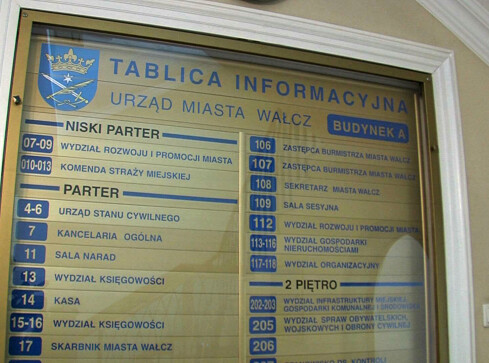 TABLICA INFORMACYJNA
URZĄD MIASTA WAŁCZ
BUDYNEK A
NISKI PARTER
07-09 WYDZIAŁ ROZWOJU I PROMOCJI MIASTA
010-013 KOMENDA STRAŻY MIEJSKIEJ
PARTER
4-6 URZĄD STANU CYWILNEGO
7 KANCELARIA OGÓLNA
11 SALA NARAD
13 WYDZIAŁ KSIĘGOWOŚCI
14 KASA
15-16 WYDZIAŁ KSIĘGOWOŚCI
17 SKARBNIK MIASTA WAŁCZ
106 ZASTĘPCA BURMISTRZA MIASTA WAŁCZ
107 ZASTĘPCA BURMISTRZA MIASTA WAŁCZ
108 SEKRETARZ MIASTA WAŁCZ
109 SALA SESYJNA
112 WYDZIAŁ ROZWOJU I PROMOCJI MIASTA
113-116 WYDZIAŁ GOSPODARKI
NIERUCHOMOŚCIAMI
117-118 WYDZIAŁ ORGANIZACYJNY
2 PIĘTRO
202-203 WYDZIAŁ INFRASTRUKTURY MIEJSKIEJ,
GOSPODARKI KOMUNALNEJ I ŚRODOWISKA
205 WYDZIAŁ SPRAW OBYWATELSKICH,
WOJSKOWYCH I OBRONY CYWILNEJ
206